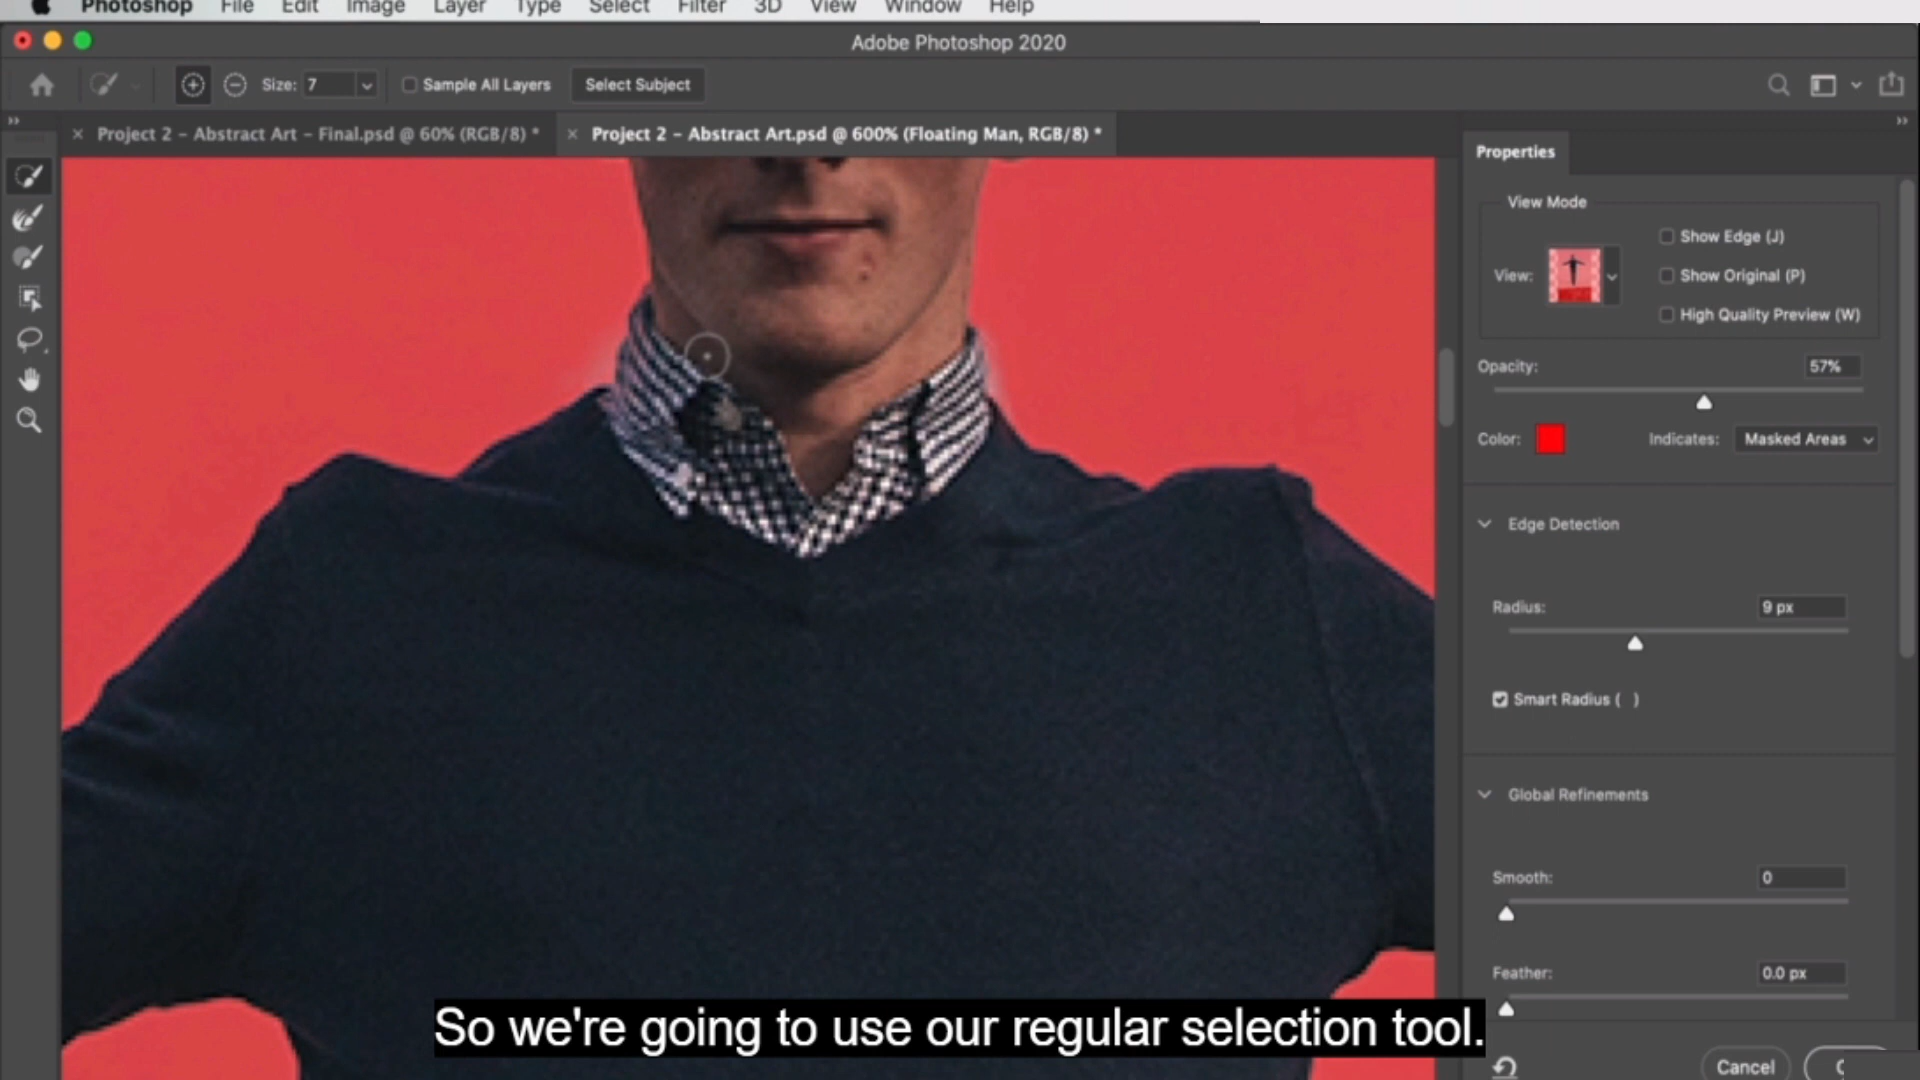 Photoshop File Edit Image Layer Type Select Filter 3D View Window Help
Adobe Photoshop 2020
Size: 7 Sample All Layers Select Subject
× Project 2 - Abstract Art - Final.psd @ 60% (RGB/8) * × Project 2 - Abstract Art.psd @ 600% (Floating Man, RGB/8) *
Properties
View Mode
Show Edge (J)
View: Show Original (P)
High Quality Preview (W)
Opacity: 57%
Color: Indicates: Masked Areas
Edge Detection
Radius: 9 px
Smart Radius ( )
Global Refinements
Smooth: 0
Feather: 0.0 px
So we're going to use our regular selection tool.
Cancel